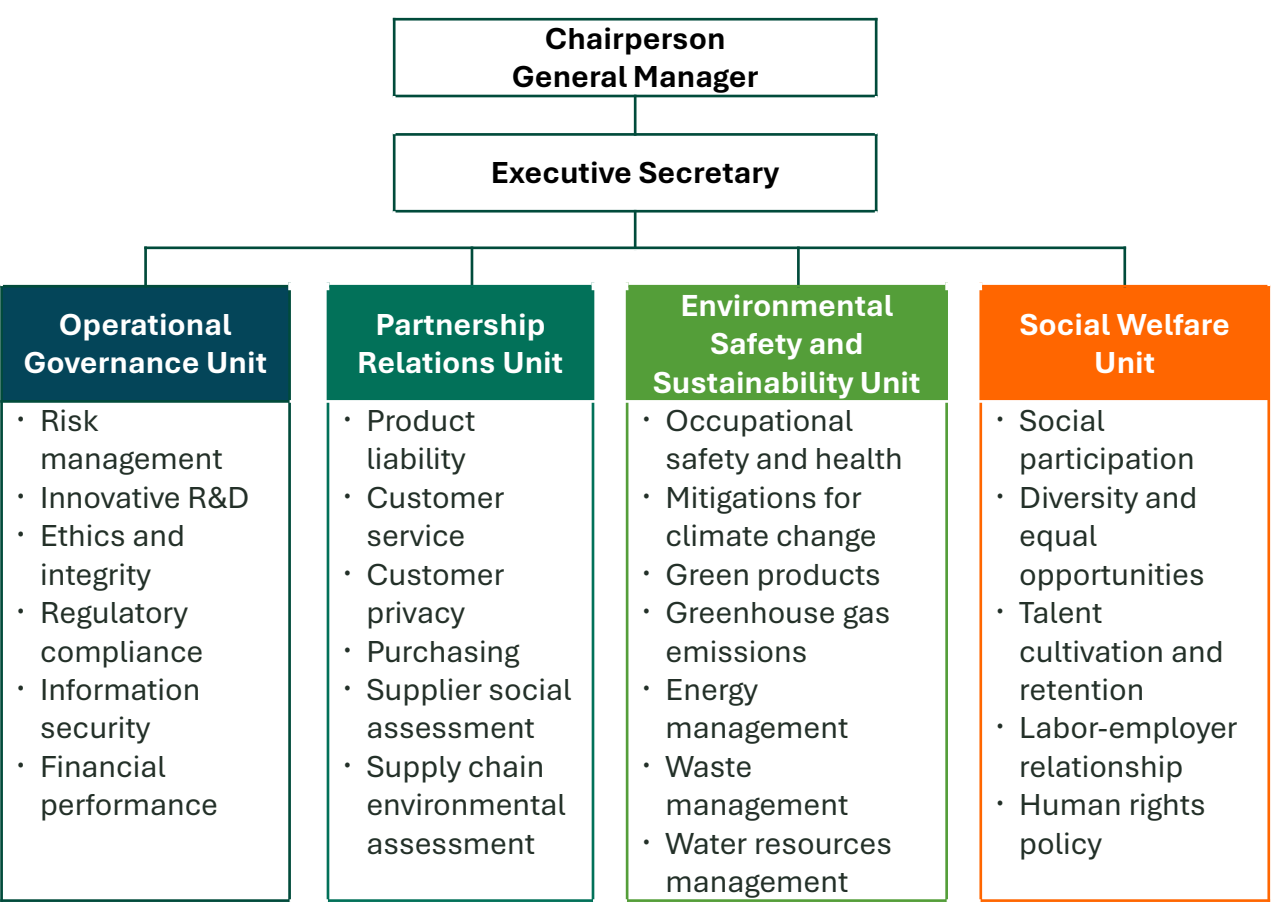 Chairperson
General Manager
Executive Secretary
Operational
Governance Unit
· Risk
management
· Innovative R&D
· Ethics and
integrity
· Regulatory
compliance
· Information
security
· Financial
performance
Partnership
Relations Unit
· Product
liability
· Customer
service
· Customer
privacy
· Purchasing
· Supplier social
assessment
· Supply chain
environmental
assessment
Environmental
Safety and
Sustainability Unit
· Occupational
safety and health
· Mitigations for
climate change
· Green products
· Greenhouse gas
emissions
· Energy
management
· Waste
management
· Water resources
management
Social Welfare
Unit
· Social
participation
· Diversity and
equal
opportunities
· Talent
cultivation and
retention
· Labor-employer
relationship
· Human rights
policy